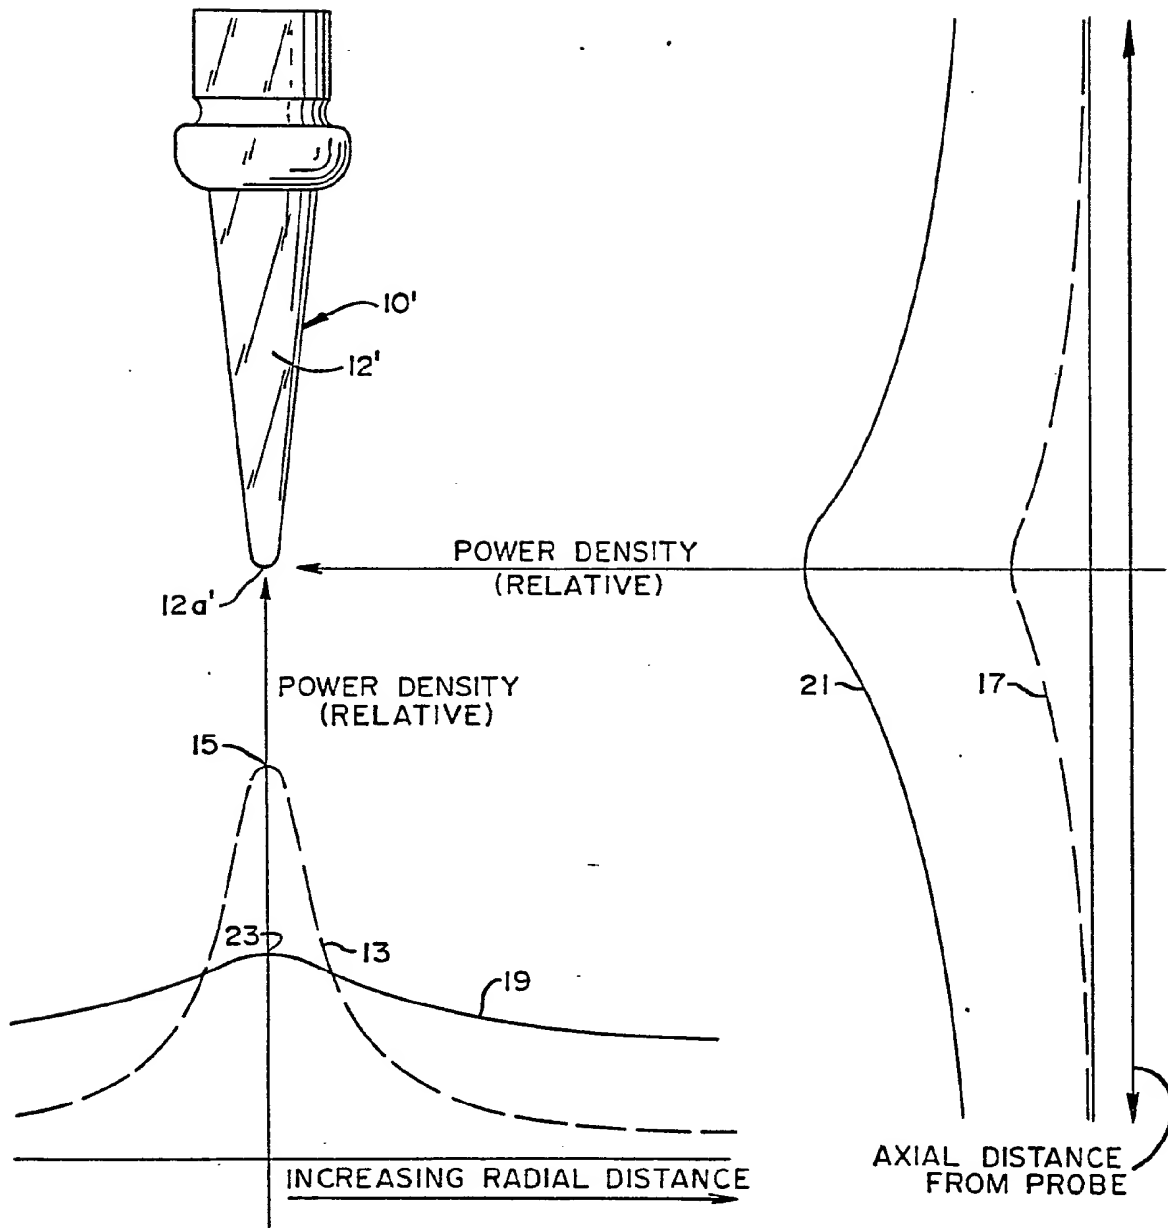 10'
12'
POWER DENSITY
(RELATIVE)
12a'
POWER DENSITY
(RELATIVE)
21
17
15
23
13
19
INCREASING RADIAL DISTANCE
AXIAL DISTANCE
FROM PROBE